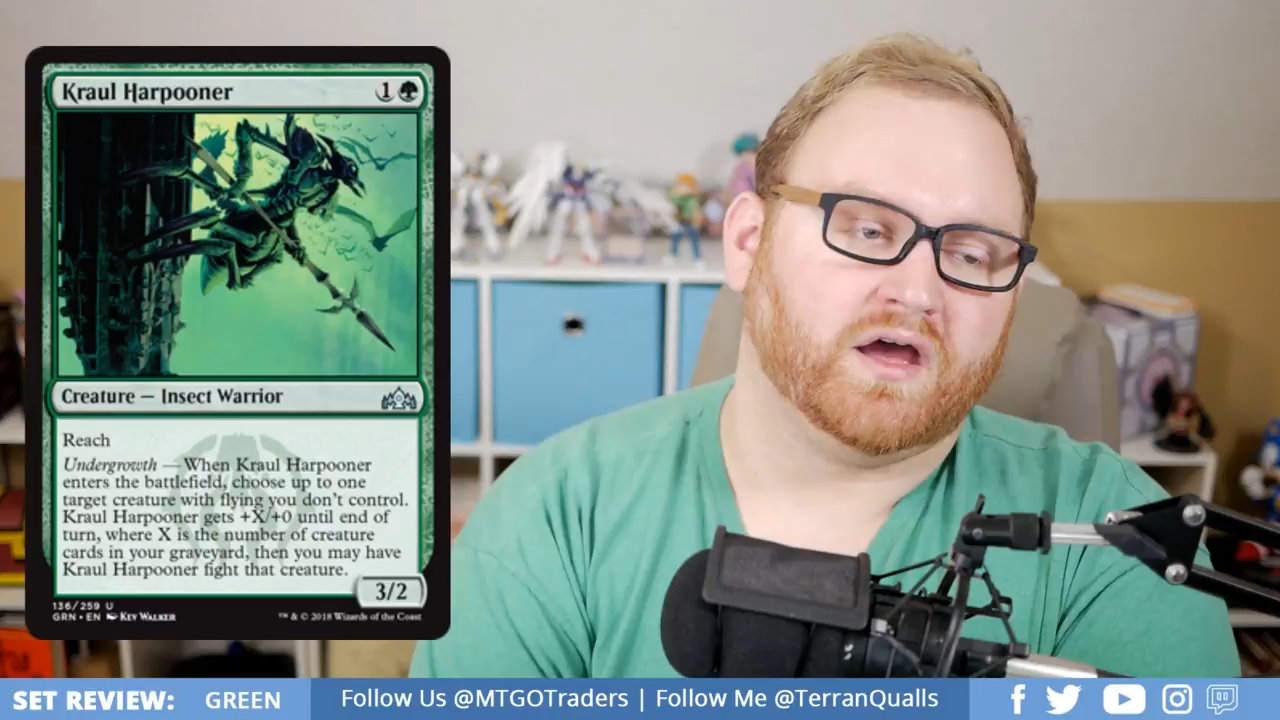 Kraul Harpooner 1
Creature — Insect Warrior
Reach
Undergrowth — When Kraul Harpooner
enters the battlefield, choose up to one
target creature with flying you don't control.
Kraul Harpooner gets +X/+0 until end of
turn, where X is the number of creature
cards in your graveyard, then you may have
Kraul Harpooner fight that creature.
3/2
136/259 U
GRN • EN Kev Walker
™ & © 2018 Wizards of the Coast
SET REVIEW: GREEN Follow Us @MTGOTraders | Follow Me @TerranQualls